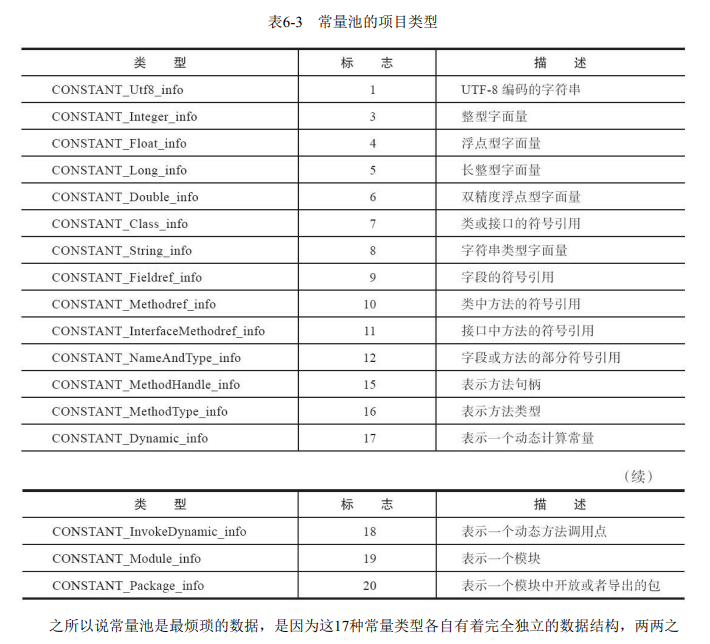 表6-3 常量池的项目类型
类 型 标 志 描 述
CONSTANT_Utf8_info 1 UTF-8 编码的字符串
CONSTANT_Integer_info 3 整型字面量
CONSTANT_Float_info 4 浮点型字面量
CONSTANT_Long_info 5 长整型字面量
CONSTANT_Double_info 6 双精度浮点型字面量
CONSTANT_Class_info 7 类或接口的符号引用
CONSTANT_String_info 8 字符串类型字面量
CONSTANT_Fieldref_info 9 字段的符号引用
CONSTANT_Methodref_info 10 类中方法的符号引用
CONSTANT_InterfaceMethodref_info 11 接口中方法的符号引用
CONSTANT_NameAndType_info 12 字段或方法的部分符号引用
CONSTANT_MethodHandle_info 15 表示方法句柄
CONSTANT_MethodType_info 16 表示方法类型
CONSTANT_Dynamic_info 17 表示一个动态计算常量
（续）
类 型 标 志 描 述
CONSTANT_InvokeDynamic_info 18 表示一个动态方法调用点
CONSTANT_Module_info 19 表示一个模块
CONSTANT_Package_info 20 表示一个模块中开放或者导出的包
之所以说常量池是最烦琐的数据，是因为这17种常量类型各自有着完全独立的数据结构，两两之